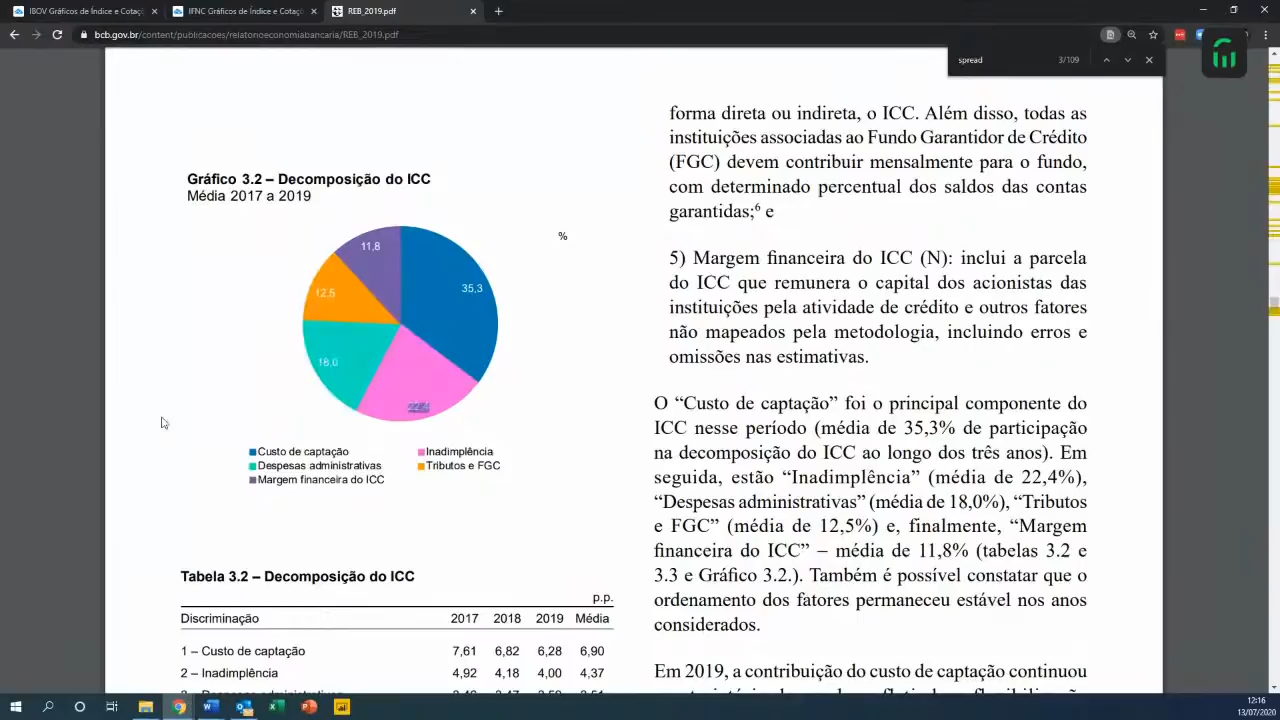 IBOV Gráficos de Índice e Cotaçõ
IFNC Gráficos de Índice e Cotaçõ
REB_2019.pdf
bcb.gov.br/content/publicacoes/relatorioeconomiabancaria/REB_2019.pdf
spread
3/109
Gráfico 3.2 – Decomposição do ICC
Média 2017 a 2019
%
11,8
35,3
12,5
18,0
22,4
Custo de captação
Inadimplência
Despesas administrativas
Tributos e FGC
Margem financeira do ICC
Tabela 3.2 – Decomposição do ICC
p.p.
Discriminação 2017 2018 2019 Média
1 – Custo de captação 7,61 6,82 6,28 6,90
2 – Inadimplência 4,92 4,18 4,00 4,37
forma direta ou indireta, o ICC. Além disso, todas as
instituições associadas ao Fundo Garantidor de Crédito
(FGC) devem contribuir mensalmente para o fundo,
com determinado percentual dos saldos das contas
garantidas;6 e
5) Margem financeira do ICC (N): inclui a parcela
do ICC que remunera o capital dos acionistas das
instituições pela atividade de crédito e outros fatores
não mapeados pela metodologia, incluindo erros e
omissões nas estimativas.
O “Custo de captação” foi o principal componente do
ICC nesse período (média de 35,3% de participação
na decomposição do ICC ao longo dos três anos). Em
seguida, estão “Inadimplência” (média de 22,4%),
“Despesas administrativas” (média de 18,0%), “Tributos
e FGC” (média de 12,5%) e, finalmente, “Margem
financeira do ICC” – média de 11,8% (tabelas 3.2 e
3.3 e Gráfico 3.2.). Também é possível constatar que o
ordenamento dos fatores permaneceu estável nos anos
considerados.
Em 2019, a contribuição do custo de captação continuou
12:16
13/07/2020